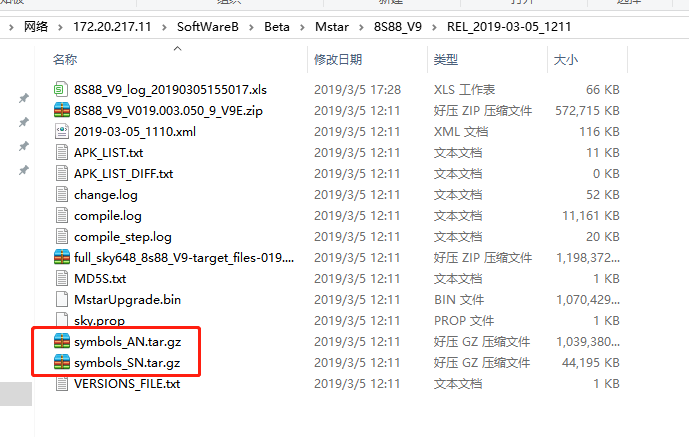 网络 > 172.20.217.11 > SoftWareB > Beta > Mstar > 8S88_V9 > REL_2019-03-05_1211
名称 修改日期 类型 大小
8S88_V9_log_20190305155017.xls 2019/3/5 17:28 XLS 工作表 66 KB
8S88_V9_V019.003.050_9_V9E.zip 2019/3/5 12:11 好压 ZIP 压缩文件 572,715 KB
2019-03-05_1110.xml 2019/3/5 12:11 XML 文档 116 KB
APK_LIST.txt 2019/3/5 12:11 文本文档 11 KB
APK_LIST_DIFF.txt 2019/3/5 12:11 文本文档 0 KB
change.log 2019/3/5 12:11 文本文档 52 KB
compile.log 2019/3/5 12:11 文本文档 11,161 KB
compile_step.log 2019/3/5 12:11 文本文档 20 KB
full_sky648_8s88_V9-target_files-019.... 2019/3/5 12:11 好压 ZIP 压缩文件 1,198,372...
MD5S.txt 2019/3/5 12:11 文本文档 1 KB
MstarUpgrade.bin 2019/3/5 12:11 BIN 文件 1,070,429...
sky.prop 2019/3/5 12:11 PROP 文件 1 KB
symbols_AN.tar.gz 2019/3/5 12:11 好压 GZ 压缩文件 1,039,380...
symbols_SN.tar.gz 2019/3/5 12:11 好压 GZ 压缩文件 44,195 KB
VERSIONS_FILE.txt 2019/3/5 12:11 文本文档 1 KB